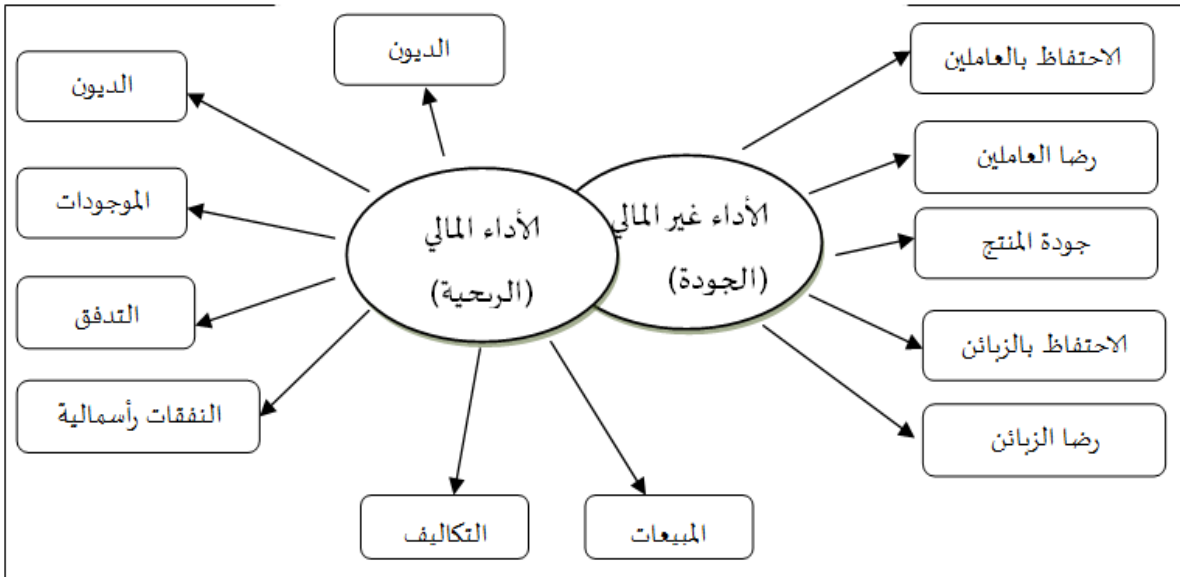 الديون
الاحتفاظ بالعاملين
الديون
رضا العاملين
الموجودات
الأداء غير المالي
(الجودة)
الأداء المالي
(الربحية)
جودة المنتج
التدفق
الاحتفاظ بالزبائن
النفقات رأسمالية
رضا الزبائن
المبيعات
التكاليف